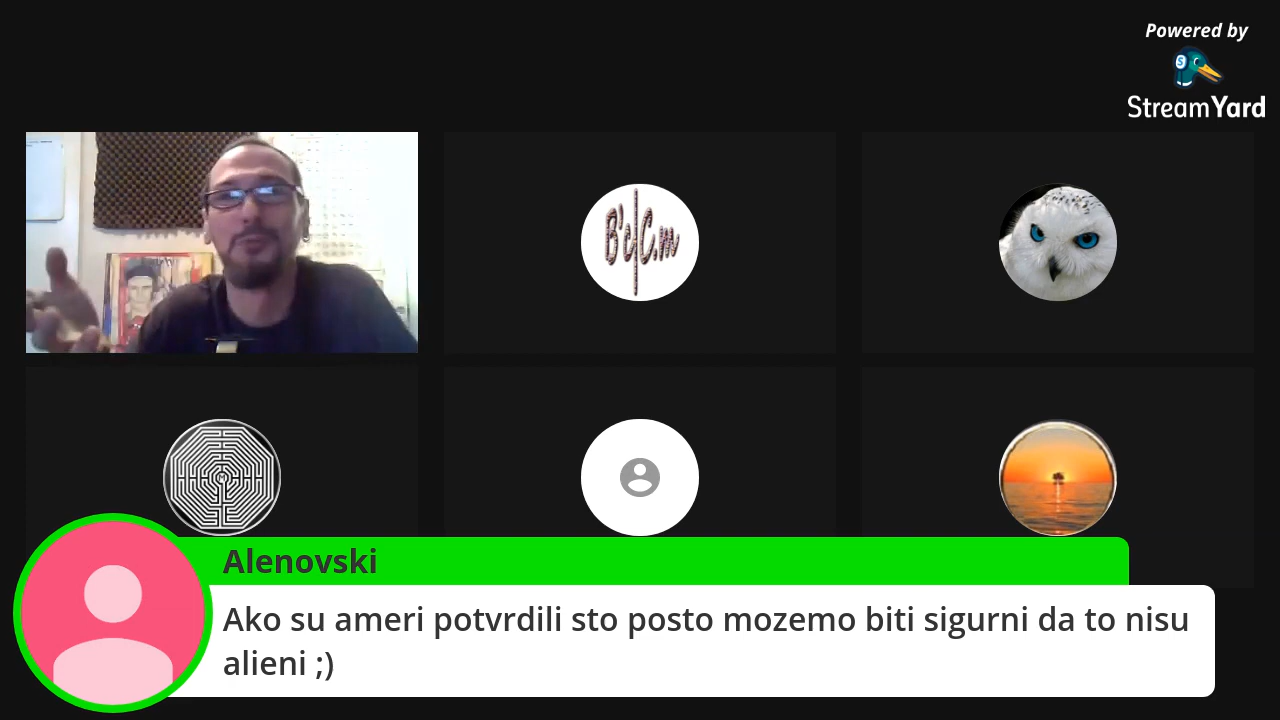 Powered by
StreamYard
B'c C.m
Alenovski
Ako su ameri potvrdili sto posto mozemo biti sigurni da to nisu
alieni ;)